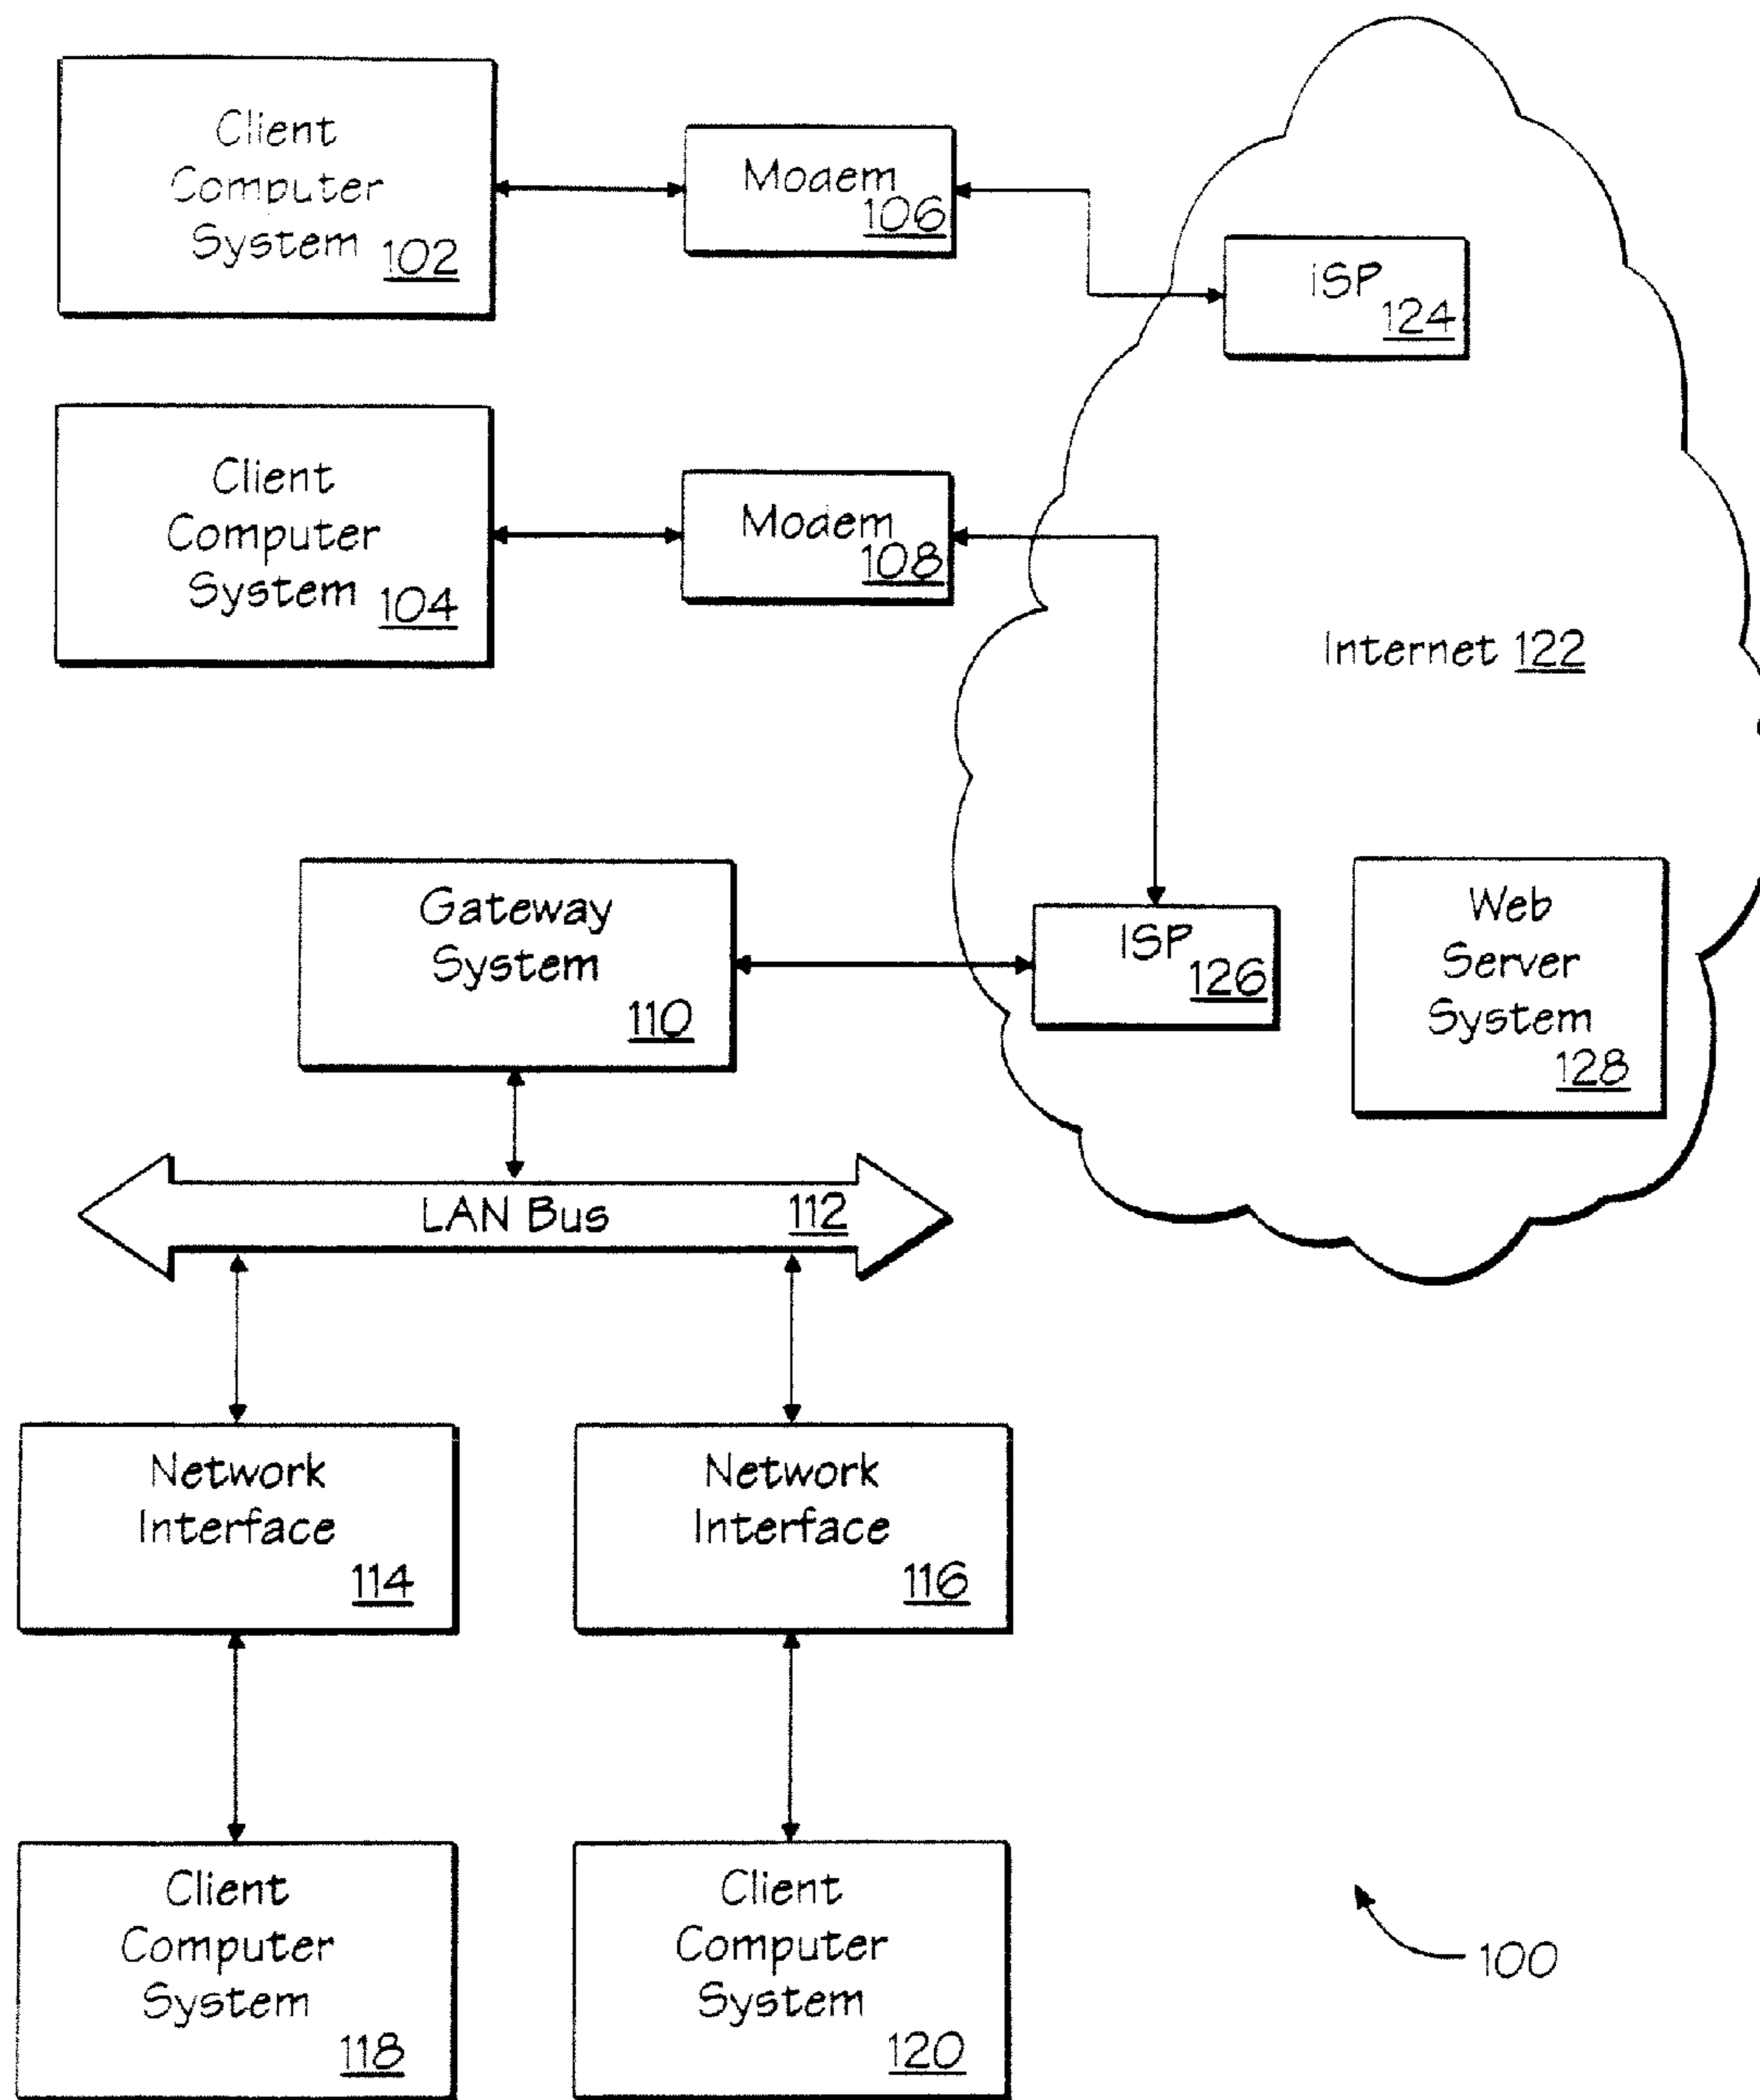 Client
Computer
System 102
Modem
106
ISP
124
Client
Computer
System 104
Modem
108
Internet 122
Gateway
System
110
ISP
126
Web
Server
System
128
LAN Bus 112
Network
Interface
114
Network
Interface
116
Client
Computer
System
118
Client
Computer
System
120
100